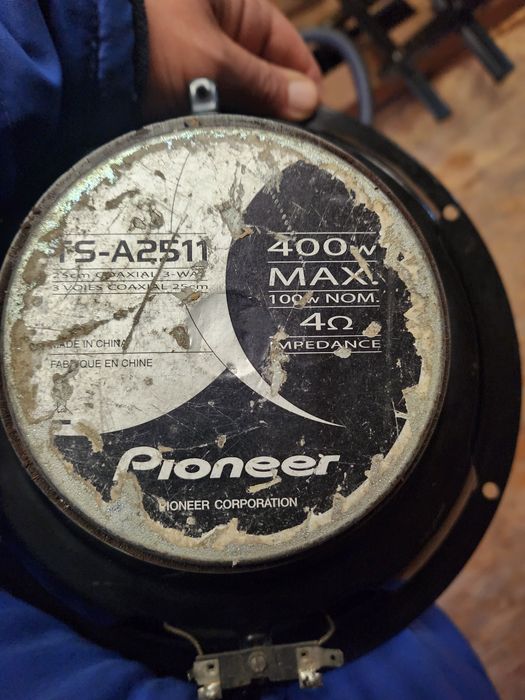 TS-A2511
25cm COAXIAL 3-WAY
3 VOIES COAXIAL 25cm
MADE IN CHINA
FABRIQUE EN CHINE
400w
MAX.
100w NOM.
4Ω
IMPEDANCE
Pioneer
PIONEER CORPORATION